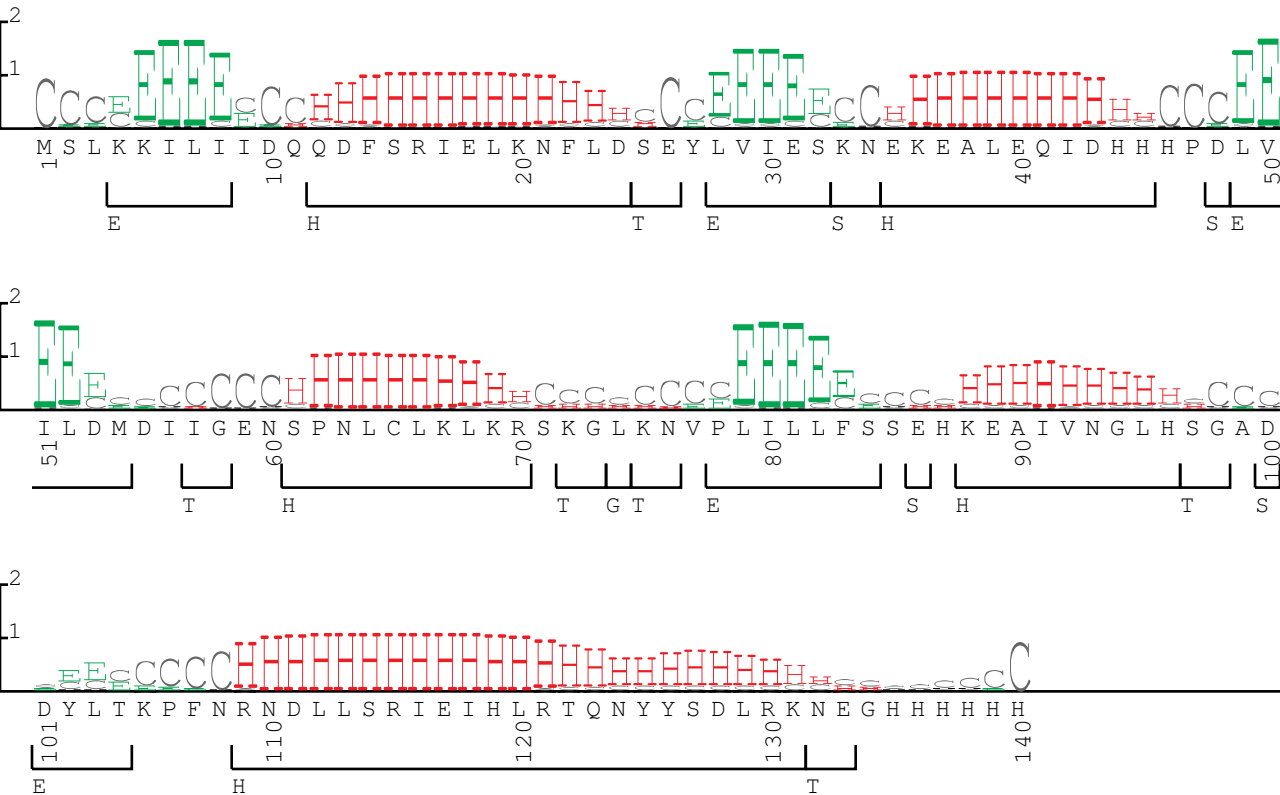 2
1
C C C E E E E E C C C H H H H H H H H H H H H H C C C E E E E E C C H H H H H H H H H H H C C C E E
M S L K K I L I I D Q Q D F S R I E L K N F L D S E Y L V I E S K N E K E A L E Q I D H H H P D L V
1 10 20 30 40 50
E H T E S H S E
2
1
E E E C C C C C C C H H H H H H H H H H C C C C C C C C E E E E E C C C C H H H H H H H H H H C C C
I L D M D I I G E N S P N L C L K L K R S K G L K N V P L I L L F S S E H K E A I V N G L H S G A D
51 60 70 80 90 100
T H T G T E S H T S
2
1
C E E C C C C C H H H H H H H H H H H H H H H H H H H H H H H H C C C C C C C C
D Y L T K P F N R N D L L S R I E I H L R T Q N Y Y S D L R K N E G H H H H H H
101 110 120 130 140
E H T